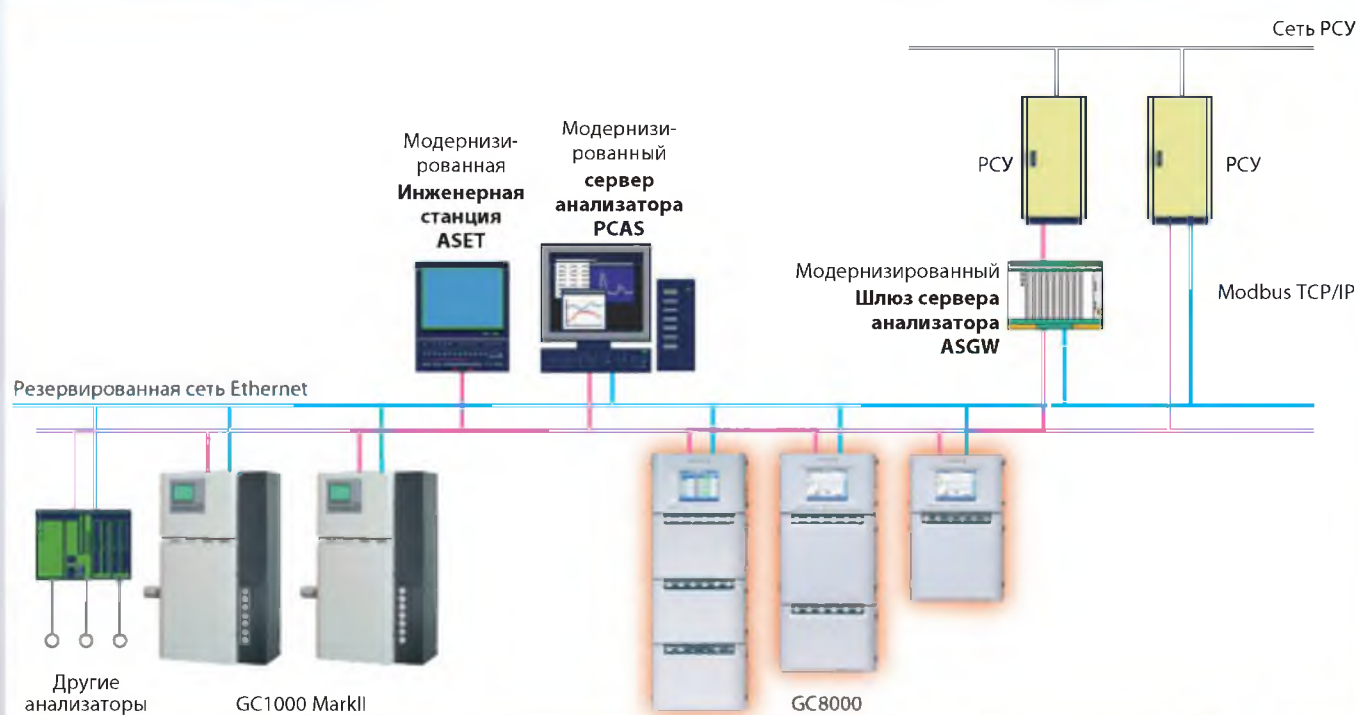 Сеть РСУ
Модернизи-
рованная
Инженерная
станция
ASET
Модернизи-
рованный
сервер
анализатора
PCAS
РСУ
РСУ
Модернизированный
Шлюз сервера
анализатора
ASGW
Modbus TCP/IP
Резервированная сеть Ethernet
Другие
анализаторы
GC1000 MarkII
GC8000